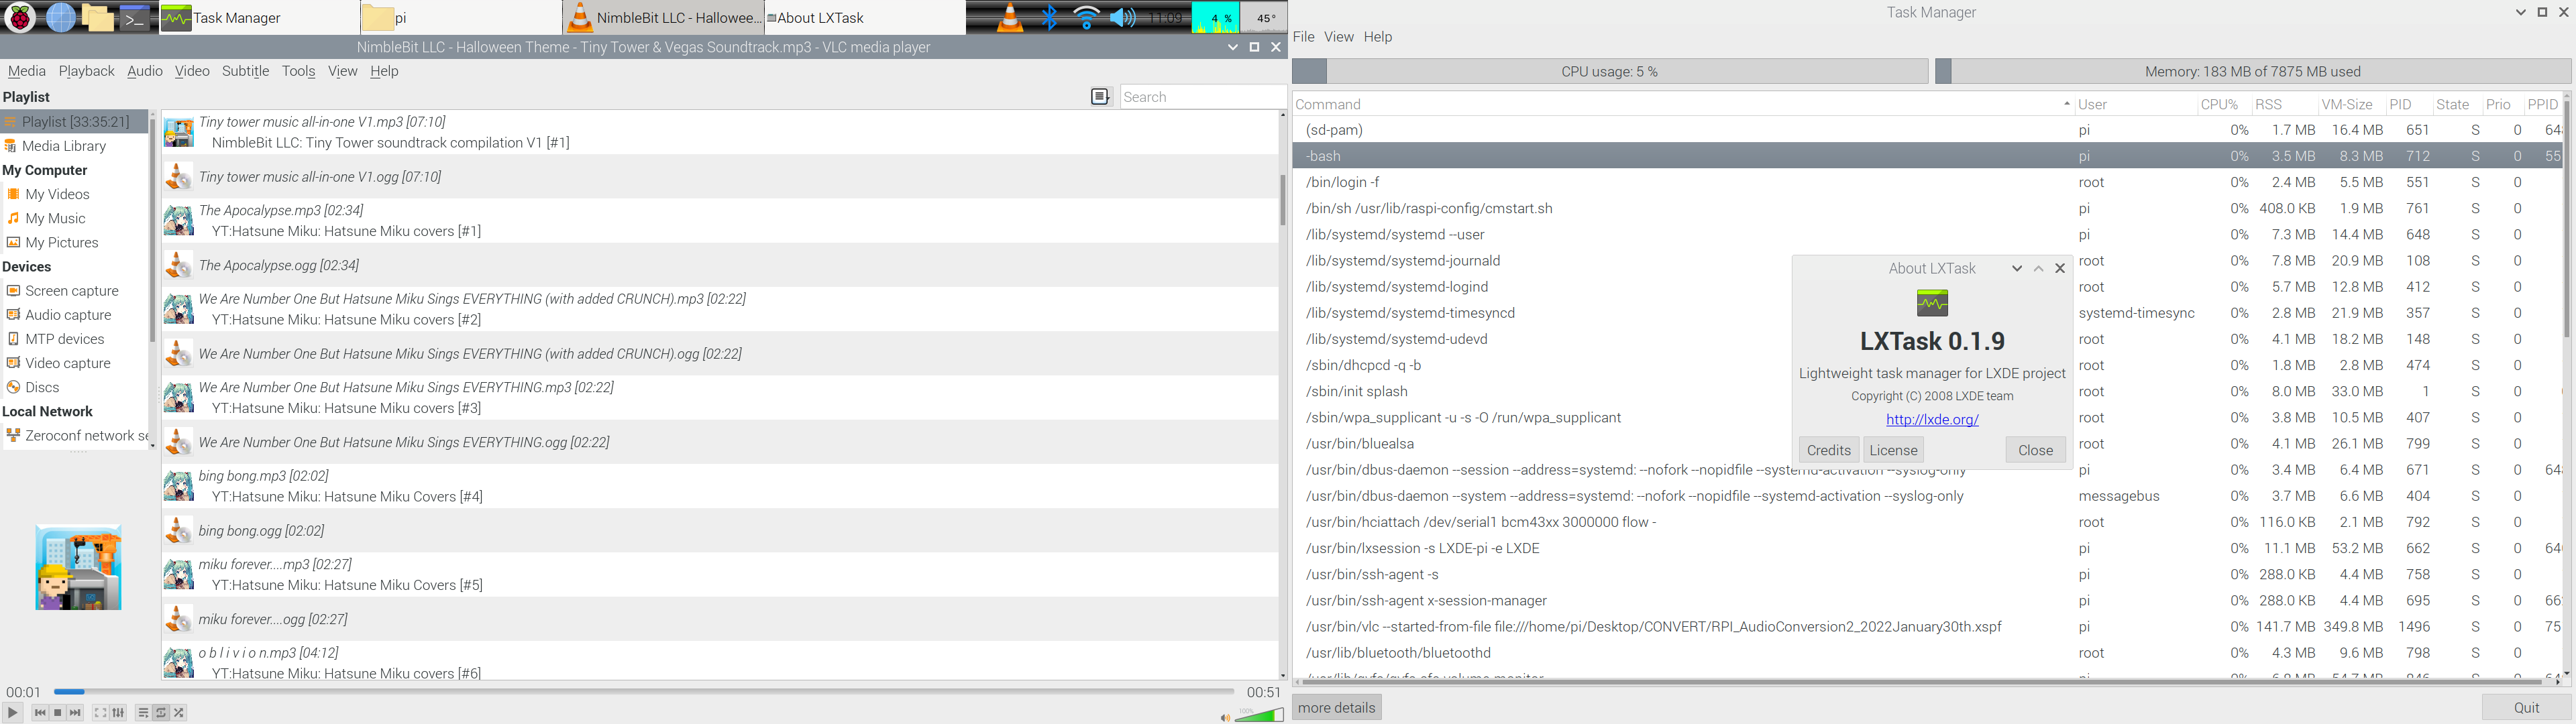 Task Manager
pi
NimbleBit LLC - Hallowee...
About LXTask
11:09
4 %
45°
NimbleBit LLC - Halloween Theme - Tiny Tower & Vegas Soundtrack.mp3 - VLC media player
Media Playback Audio Video Subtitle Tools View Help
Playlist
Search
Playlist [33:35:21]
Media Library
My Computer
My Videos
My Music
My Pictures
Devices
Screen capture
Audio capture
MTP devices
Video capture
Discs
Local Network
Zeroconf network se
Tiny tower music all-in-one V1.mp3 [07:10]
NimbleBit LLC: Tiny Tower soundtrack compilation V1 [#1]
Tiny tower music all-in-one V1.ogg [07:10]
The Apocalypse.mp3 [02:34]
YT:Hatsune Miku: Hatsune Miku covers [#1]
The Apocalypse.ogg [02:34]
We Are Number One But Hatsune Miku Sings EVERYTHING (with added CRUNCH).mp3 [02:22]
YT:Hatsune Miku: Hatsune Miku covers [#2]
We Are Number One But Hatsune Miku Sings EVERYTHING (with added CRUNCH).ogg [02:22]
We Are Number One But Hatsune Miku Sings EVERYTHING.mp3 [02:22]
YT:Hatsune Miku: Hatsune Miku covers [#3]
We Are Number One But Hatsune Miku Sings EVERYTHING.ogg [02:22]
bing bong.mp3 [02:02]
YT:Hatsune Miku: Hatsune Miku Covers [#4]
bing bong.ogg [02:02]
miku forever....mp3 [02:27]
YT:Hatsune Miku: Hatsune Miku Covers [#5]
miku forever....ogg [02:27]
o b l i v i o n.mp3 [04:12]
YT:Hatsune Miku: Hatsune Miku covers [#6]
00:01
00:51
100%
Task Manager
File View Help
CPU usage: 5 %
Memory: 183 MB of 7875 MB used
Command User CPU% RSS VM-Size PID State Prio PPID
(sd-pam) pi 0% 1.7 MB 16.4 MB 651 S 0 64
-bash pi 0% 3.5 MB 8.3 MB 712 S 0 55
/bin/login -f root 0% 2.4 MB 5.5 MB 551 S 0
/bin/sh /usr/lib/raspi-config/cmstart.sh pi 0% 408.0 KB 1.9 MB 761 S 0
/lib/systemd/systemd --user pi 0% 7.3 MB 14.4 MB 648 S 0
/lib/systemd/systemd-journald root 0% 7.8 MB 20.9 MB 108 S 0
/lib/systemd/systemd-logind root 0% 5.7 MB 12.8 MB 412 S 0
/lib/systemd/systemd-timesyncd systemd-timesync 0% 2.8 MB 21.9 MB 357 S 0
/lib/systemd/systemd-udevd root 0% 4.1 MB 18.2 MB 148 S 0
/sbin/dhcpcd -q -b root 0% 1.8 MB 2.8 MB 474 S 0
/sbin/init splash root 0% 8.0 MB 33.0 MB 1 S 0
/sbin/wpa_supplicant -u -s -O /run/wpa_supplicant root 0% 3.8 MB 10.5 MB 407 S 0
/usr/bin/bluealsa root 0% 4.1 MB 26.1 MB 799 S 0
/usr/bin/dbus-daemon --session --address=systemd: --nofork --nopidfile --systemd-activation --syslog-only pi 0% 3.4 MB 6.4 MB 671 S 0 64
/usr/bin/dbus-daemon --system --address=systemd: --nofork --nopidfile --systemd-activation --syslog-only messagebus 0% 3.7 MB 6.6 MB 404 S 0
/usr/bin/hciattach /dev/serial1 bcm43xx 3000000 flow - root 0% 116.0 KB 2.1 MB 792 S 0
/usr/bin/lxsession -s LXDE-pi -e LXDE pi 0% 11.1 MB 53.2 MB 662 S 0 64
/usr/bin/ssh-agent -s pi 0% 288.0 KB 4.4 MB 758 S 0
/usr/bin/ssh-agent x-session-manager pi 0% 288.0 KB 4.4 MB 695 S 0 66
/usr/bin/vlc --started-from-file file:///home/pi/Desktop/CONVERT/RPI_AudioConversion2_2022January30th.xspf pi 0% 141.7 MB 349.8 MB 1496 S 0 75
/usr/lib/bluetooth/bluetoothd root 0% 4.3 MB 9.6 MB 798 S 0
About LXTask
LXTask 0.1.9
Lightweight task manager for LXDE project
Copyright (C) 2008 LXDE team
http://lxde.org/
Credits License Close
more details
Quit